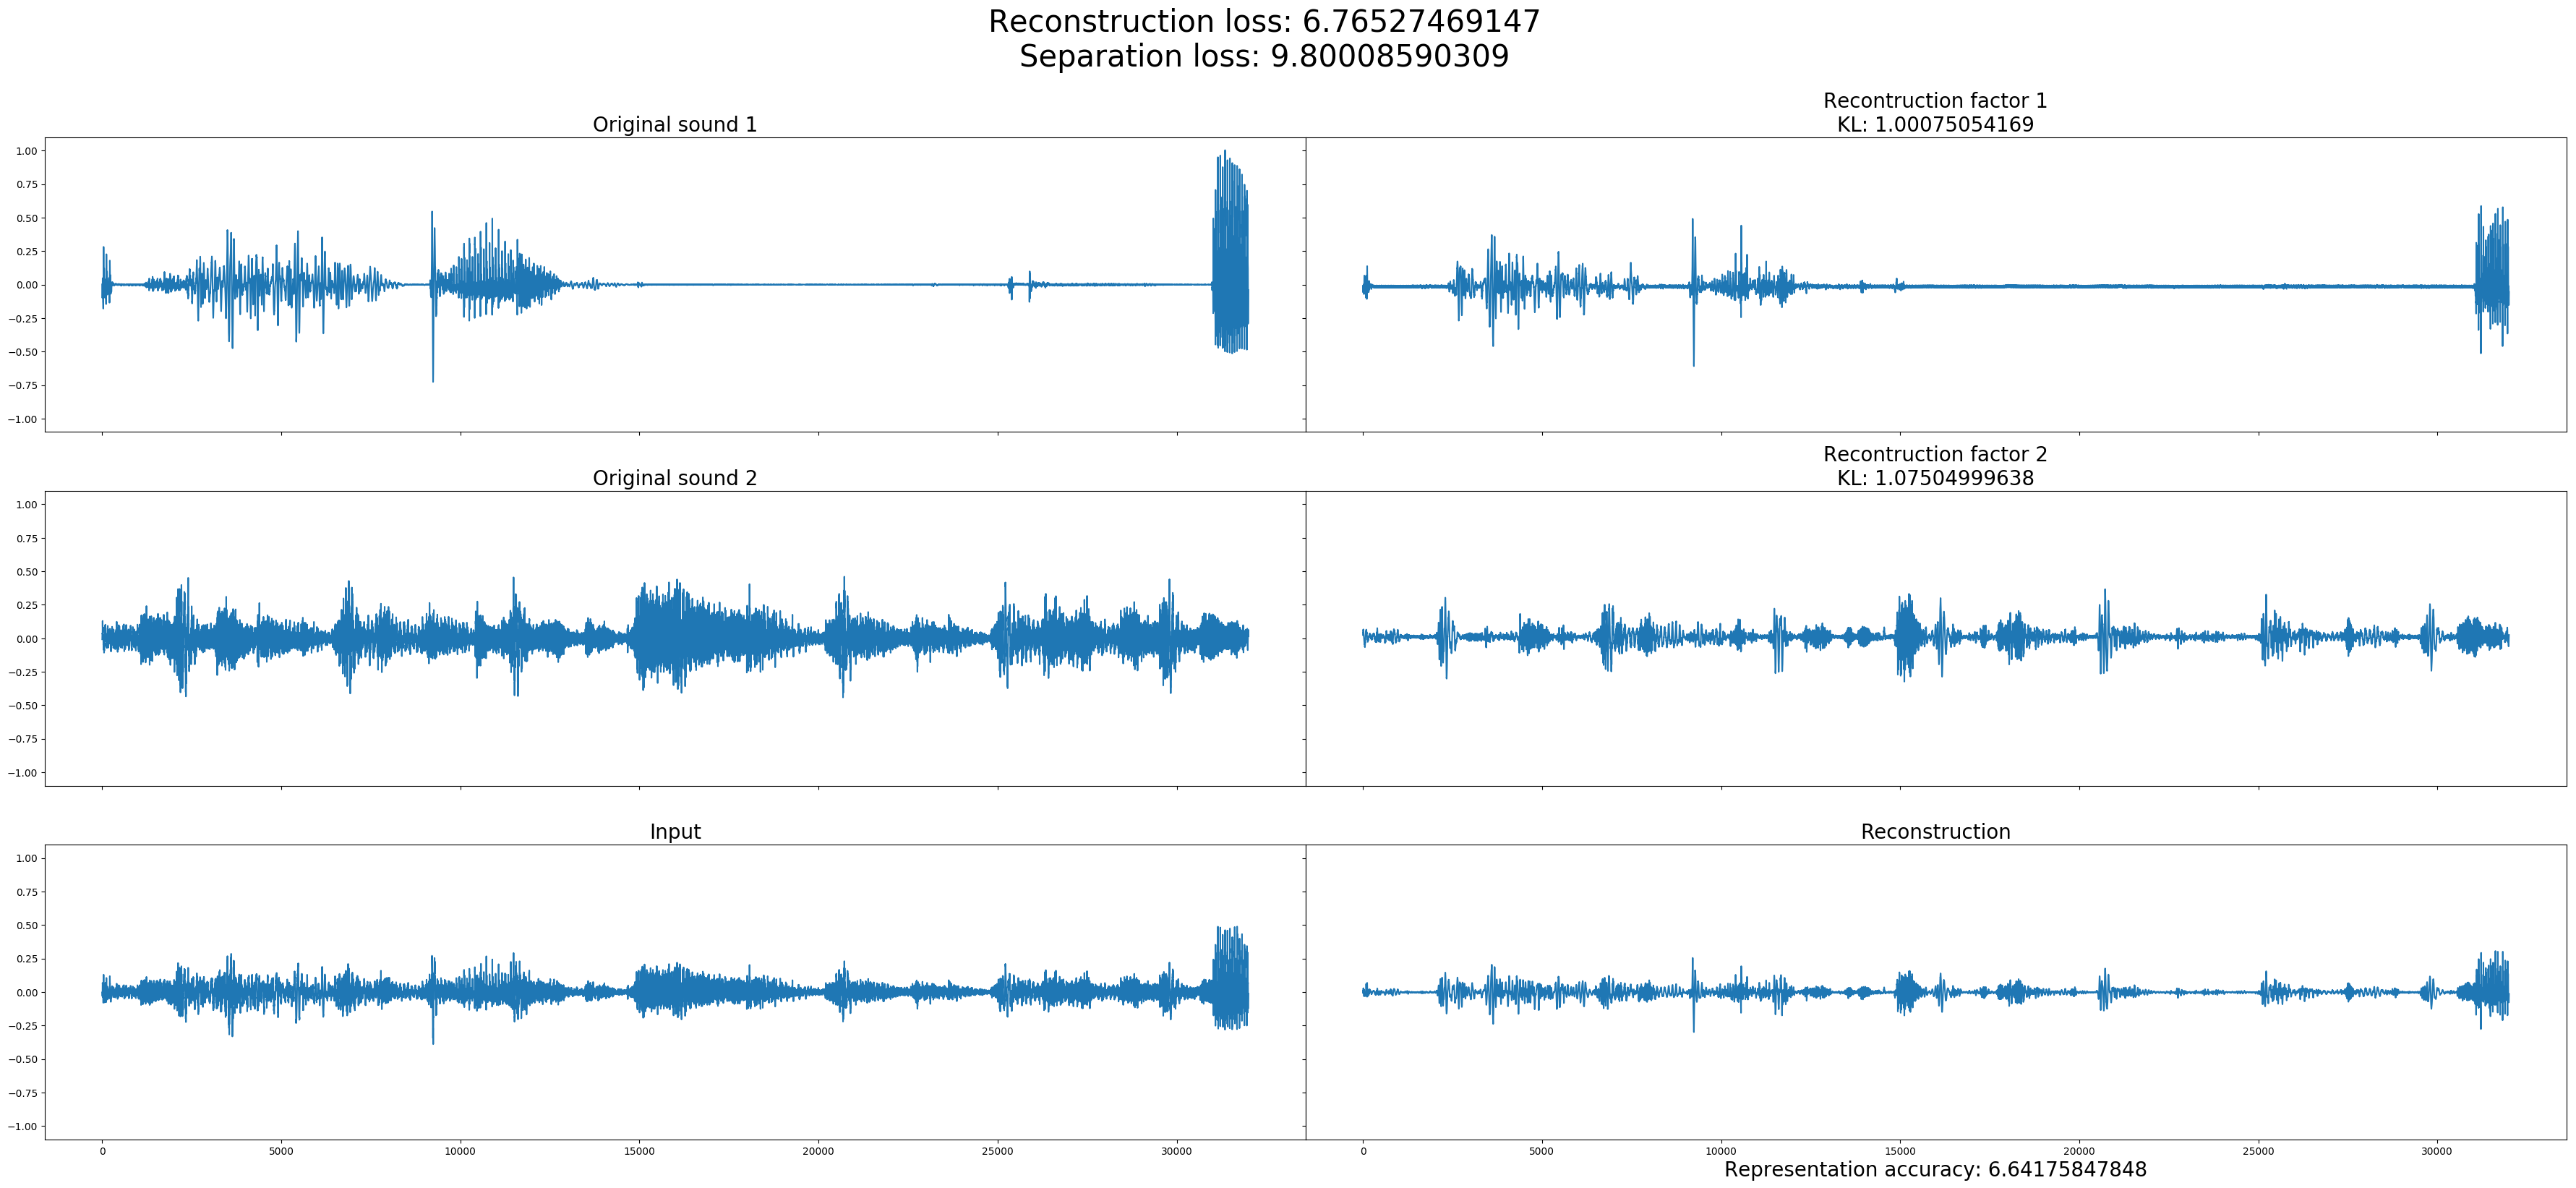 Reconstruction loss: 6.76527469147
Separation loss: 9.80008590309
Original sound 1
Recontruction factor 1
KL: 1.00075054169
1.00
0.75
0.50
0.25
0.00
−0.25
−0.50
−0.75
−1.00
Original sound 2
Recontruction factor 2
KL: 1.07504999638
1.00
0.75
0.50
0.25
0.00
−0.25
−0.50
−0.75
−1.00
Input
Reconstruction
1.00
0.75
0.50
0.25
0.00
−0.25
−0.50
−0.75
−1.00
0 5000 10000 15000 20000 25000 30000
0 5000 10000 15000 20000 25000 30000
Representation accuracy: 6.64175847848